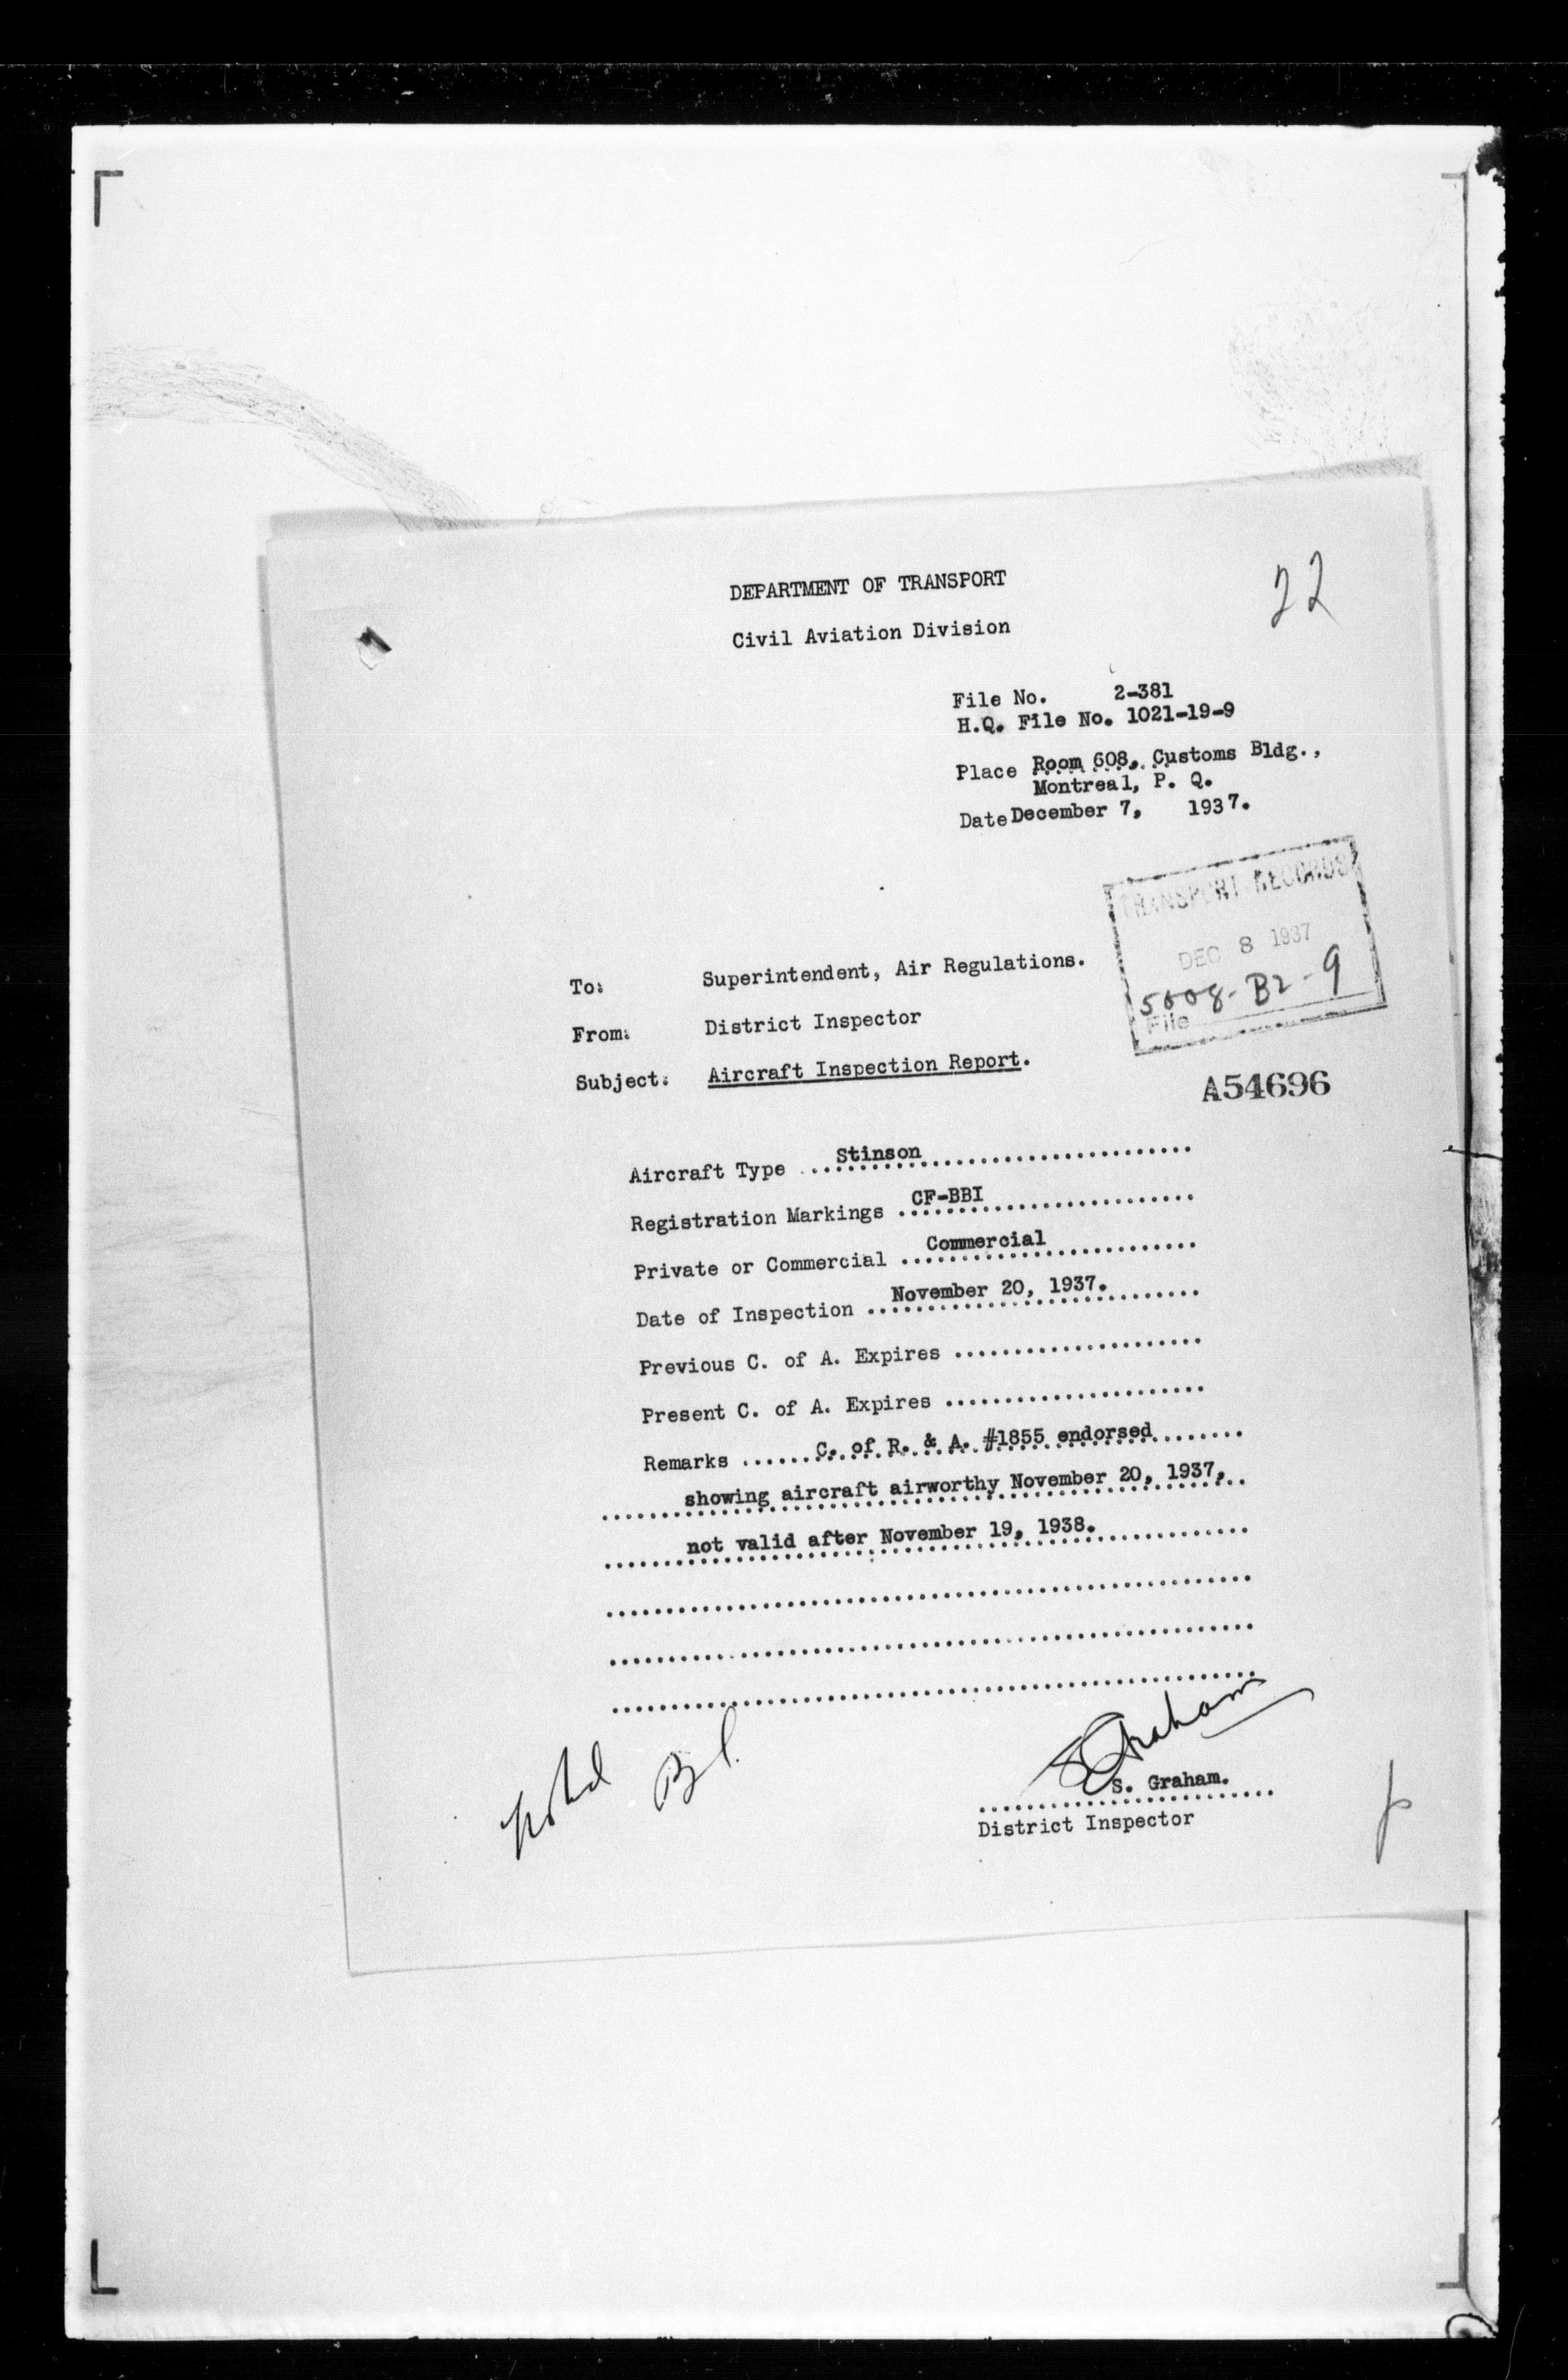 22
DEPARTMENT OF TRANSPORT
Civil Aviation Division
File No. 2-381
H.Q. File No. 1021-19-9
Place Room 608, Customs Bldg.,
Montreal, P. Q.
Date December 7, 1937.
TRANSPORT RECORDS
DEC 8 1937
5008-B2-9
File
To: Superintendent, Air Regulations.
From: District Inspector
Subject: Aircraft Inspection Report.
A54696
Aircraft Type Stinson
Registration Markings CF-BBI
Private or Commercial Commercial
Date of Inspection November 20, 1937.
Previous C. of A. Expires
Present C. of A. Expires
Remarks C. of R. & A. #1855 endorsed
showing aircraft airworthy November 20, 1937,
not valid after November 19, 1938.
SGraham
S. Graham.
District Inspector
Noted